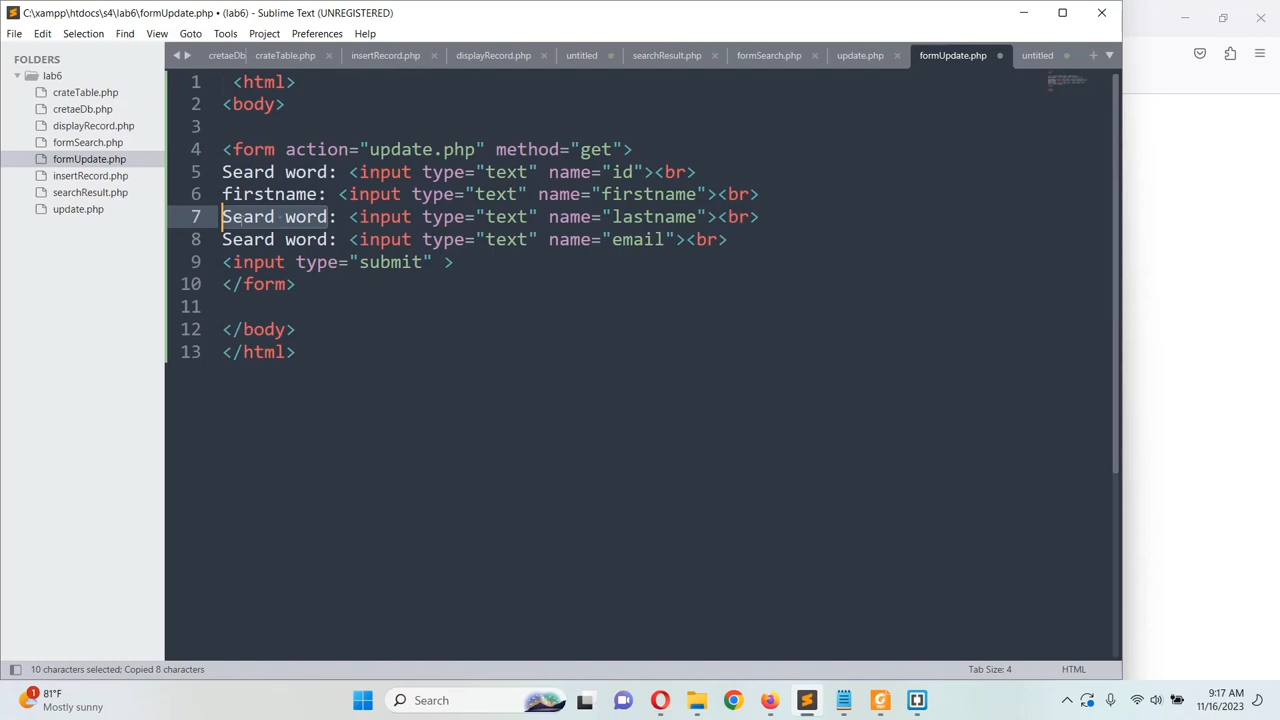 C:\xampp\htdocs\s4\lab6\formUpdate.php • (lab6) - Sublime Text (UNREGISTERED)
File Edit Selection Find View Goto Tools Project Preferences Help
FOLDERS
lab6
crateTable.php
cretaeDb.php
displayRecord.php
formSearch.php
formUpdate.php
insertRecord.php
searchResult.php
update.php
cretaeDb crateTable.php insertRecord.php displayRecord.php untitled searchResult.php formSearch.php update.php formUpdate.php untitled
1 <html>
2 <body>
3
4 <form action="update.php" method="get">
5 Seard word: <input type="text" name="id"><br>
6 firstname: <input type="text" name="firstname"><br>
7 Seard word: <input type="text" name="lastname"><br>
8 Seard word: <input type="text" name="email"><br>
9 <input type="submit" >
10 </form>
11
12 </body>
13 </html>
10 characters selected; Copied 8 characters
Tab Size: 4 HTML
1
81°F
Mostly sunny
Search
9:17 AM
11/16/2023